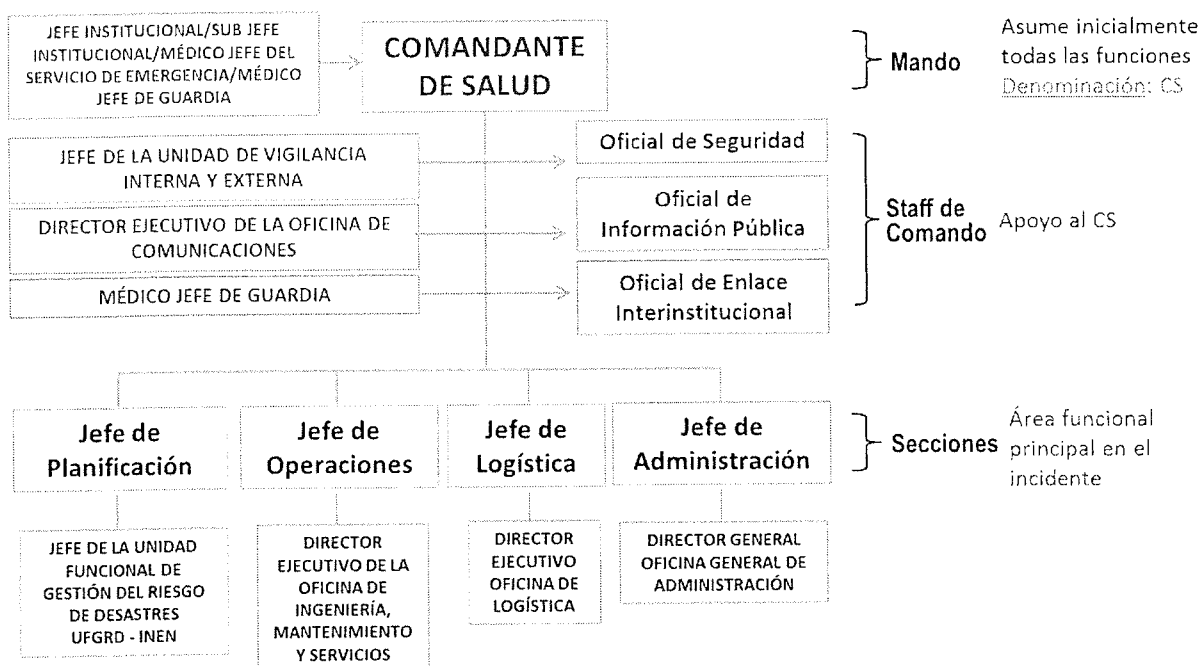 JEFE INSTITUCIONAL/SUB JEFE
INSTITUCIONAL/MÉDICO JEFE DEL
SERVICIO DE EMERGENCIA/MÉDICO
JEFE DE GUARDIA
COMANDANTE
DE SALUD
Mando
Asume inicialmente
todas las funciones
Denominación: CS
JEFE DE LA UNIDAD DE VIGILANCIA
INTERNA Y EXTERNA
Oficial de Seguridad
DIRECTOR EJECUTIVO DE LA OFICINA DE
COMUNICACIONES
Oficial de
Información Pública
MÉDICO JEFE DE GUARDIA
Oficial de Enlace
Interinstitucional
Staff de
Comando
Apoyo al CS
Jefe de
Planificación
Jefe de
Operaciones
Jefe de
Logística
Jefe de
Administración
Secciones
Área funcional
principal en el
incidente
JEFE DE LA UNIDAD
FUNCIONAL DE
GESTIÓN DEL RIESGO
DE DESASTRES
UFGRD - INEN
DIRECTOR
EJECUTIVO DE LA
OFICINA DE
INGENIERÍA,
MANTENIMIENTO
Y SERVICIOS
DIRECTOR
EJECUTIVO
OFICINA DE
LOGÍSTICA
DIRECTOR GENERAL
OFICINA GENERAL DE
ADMINISTRACIÓN